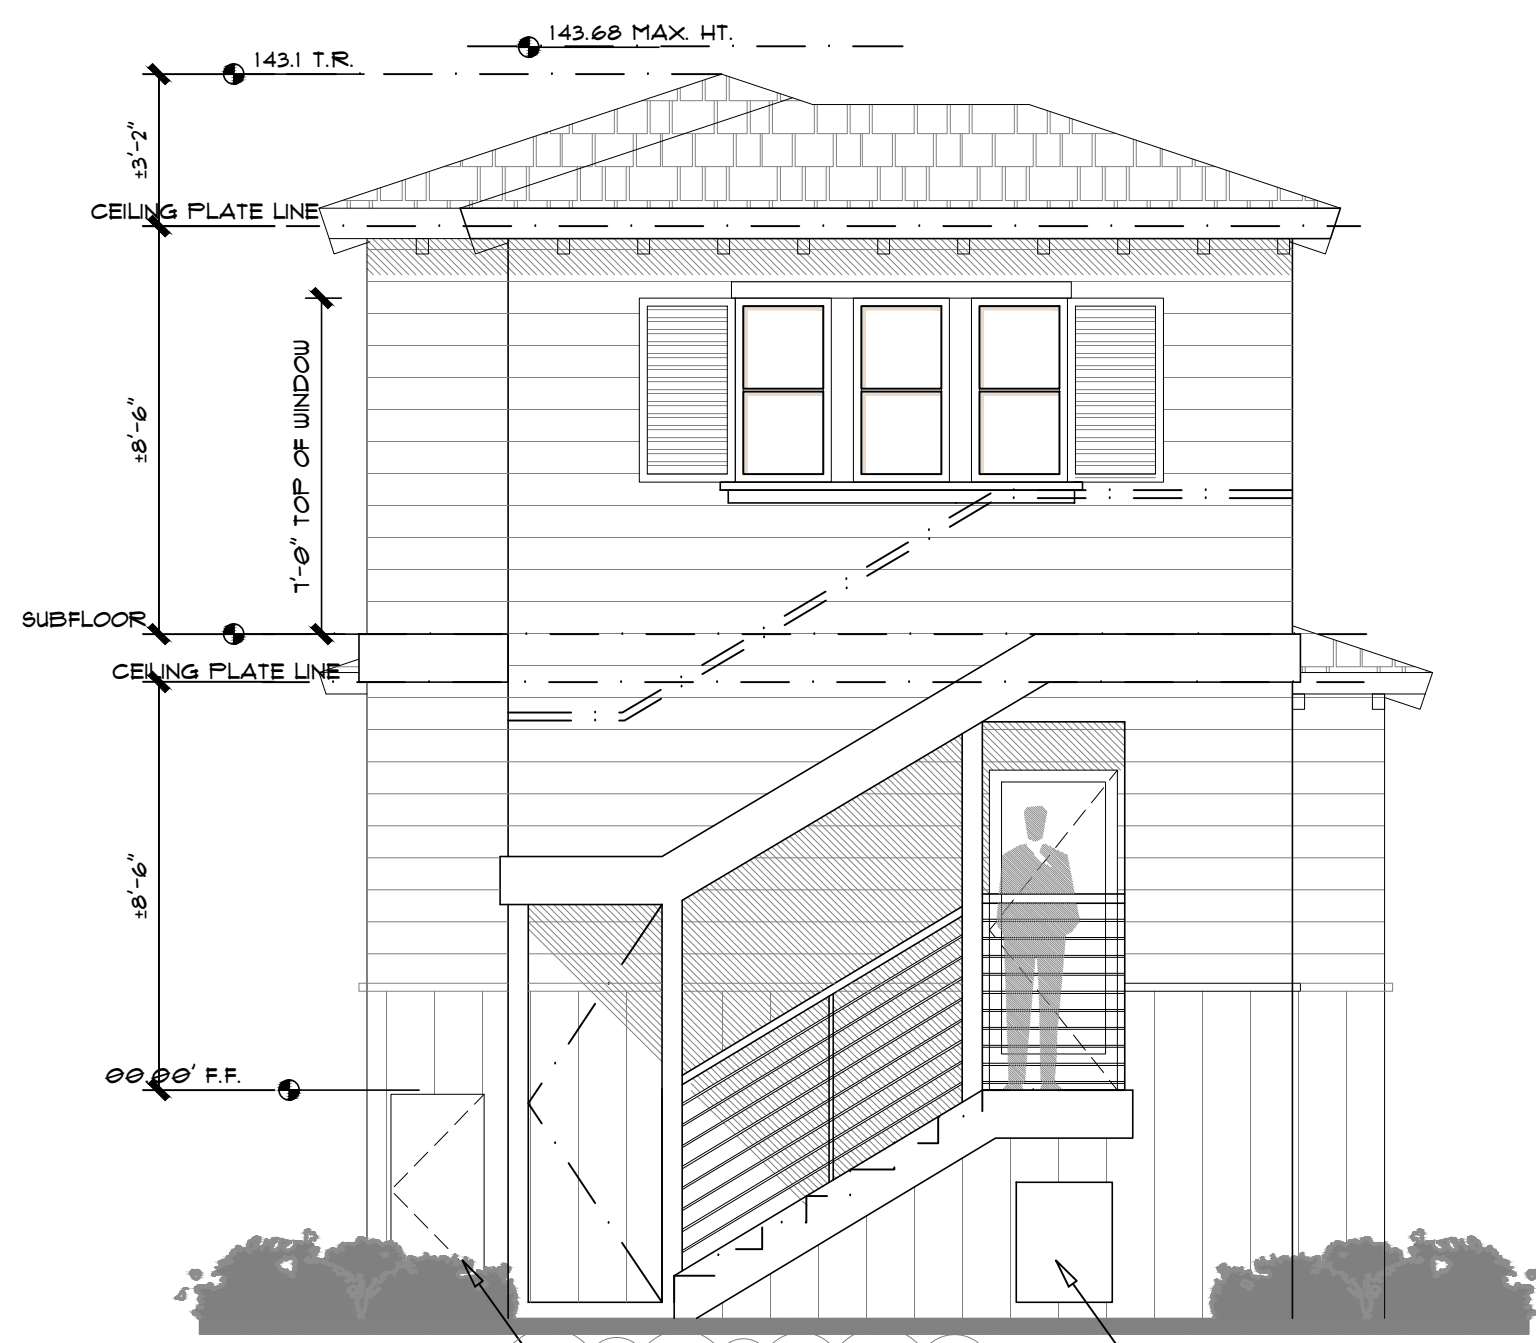 143.68 MAX. HT.
143.1 T.R.
±3'-2"
CEILING PLATE LINE
±8'-6"
7'-0" TOP OF WINDOW
SUBFLOOR
CEILING PLATE LINE
±8'-6"
00.00' F.F.